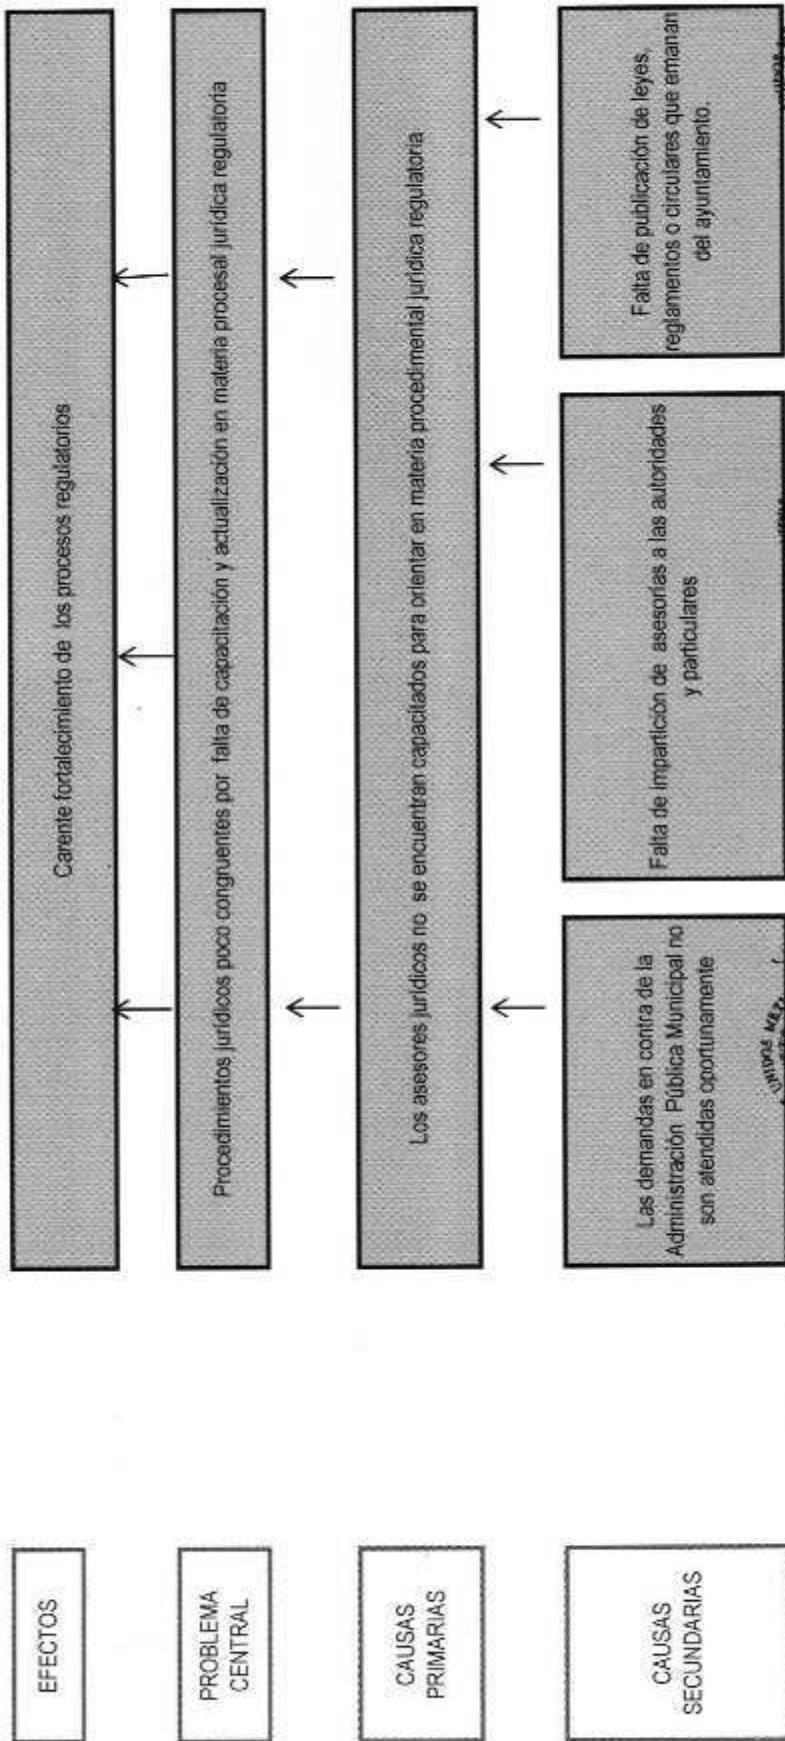 EFECTOS
Carente fortalecimiento de los procesos regulatorios
PROBLEMA
CENTRAL
Procedimientos jurídicos poco congruentes por falta de capacitación y actualización en materia procesal jurídica regulatoria
CAUSAS
PRIMARIAS
Los asesores jurídicos no se encuentran capacitados para orientar en materia procedimental jurídica regulatoria
CAUSAS
SECUNDARIAS
Las demandas en contra de la
Administración Pública Municipal no
son atendidas oportunamente
Falta de impartición de asesorías a las autoridades
y particulares
Falta de publicación de leyes,
reglamentos o circulares que emanan
del ayuntamiento.
UNIDOS